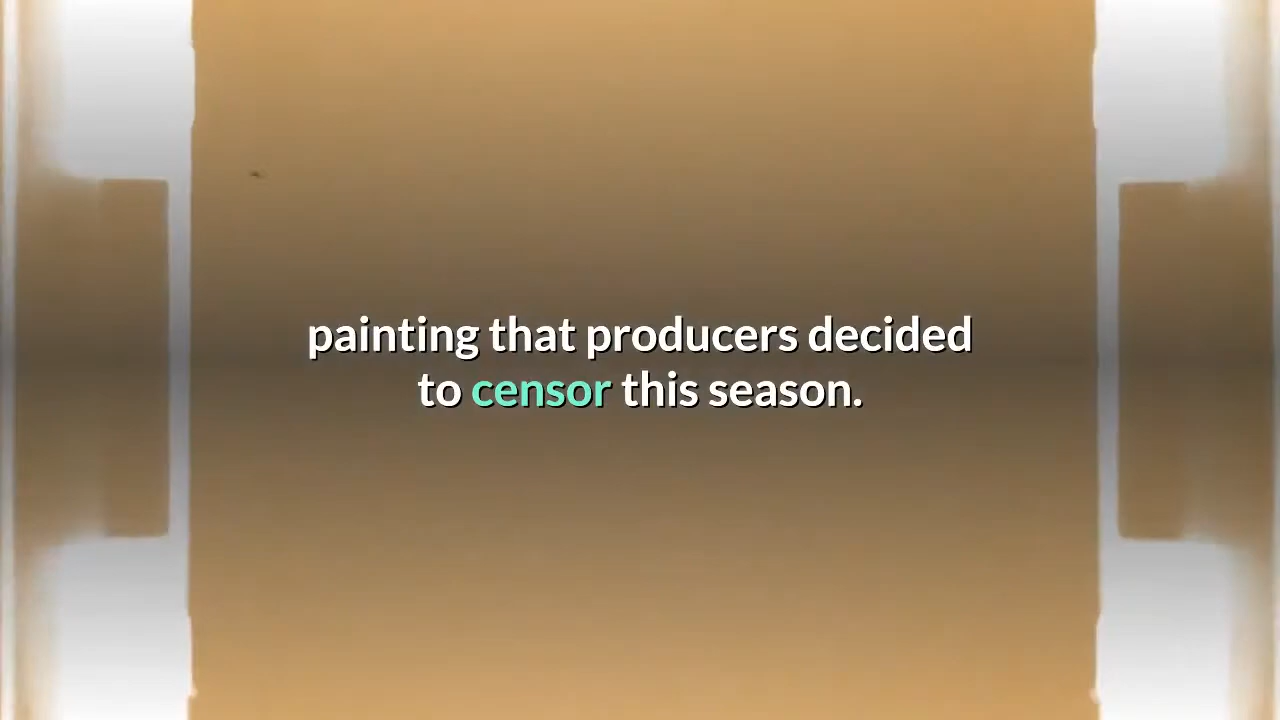 painting that producers decided
to censor this season.